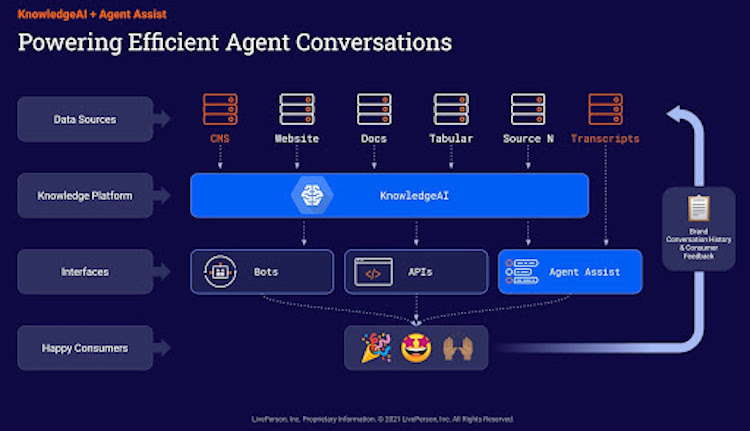 KnowledgeAI + Agent Assist
Powering Efficient Agent Conversations
Data Sources
CMS
Website
Docs
Tabular
Source N
Transcripts
Knowledge Platform
KnowledgeAI
Brand
Conversation History
& Consumer
Feedback
Interfaces
Bots
</>
APIs
Agent Assist
Happy Consumers
LivePerson, Inc. Proprietary Information. © 2021 LivePerson, Inc. All Rights Reserved.